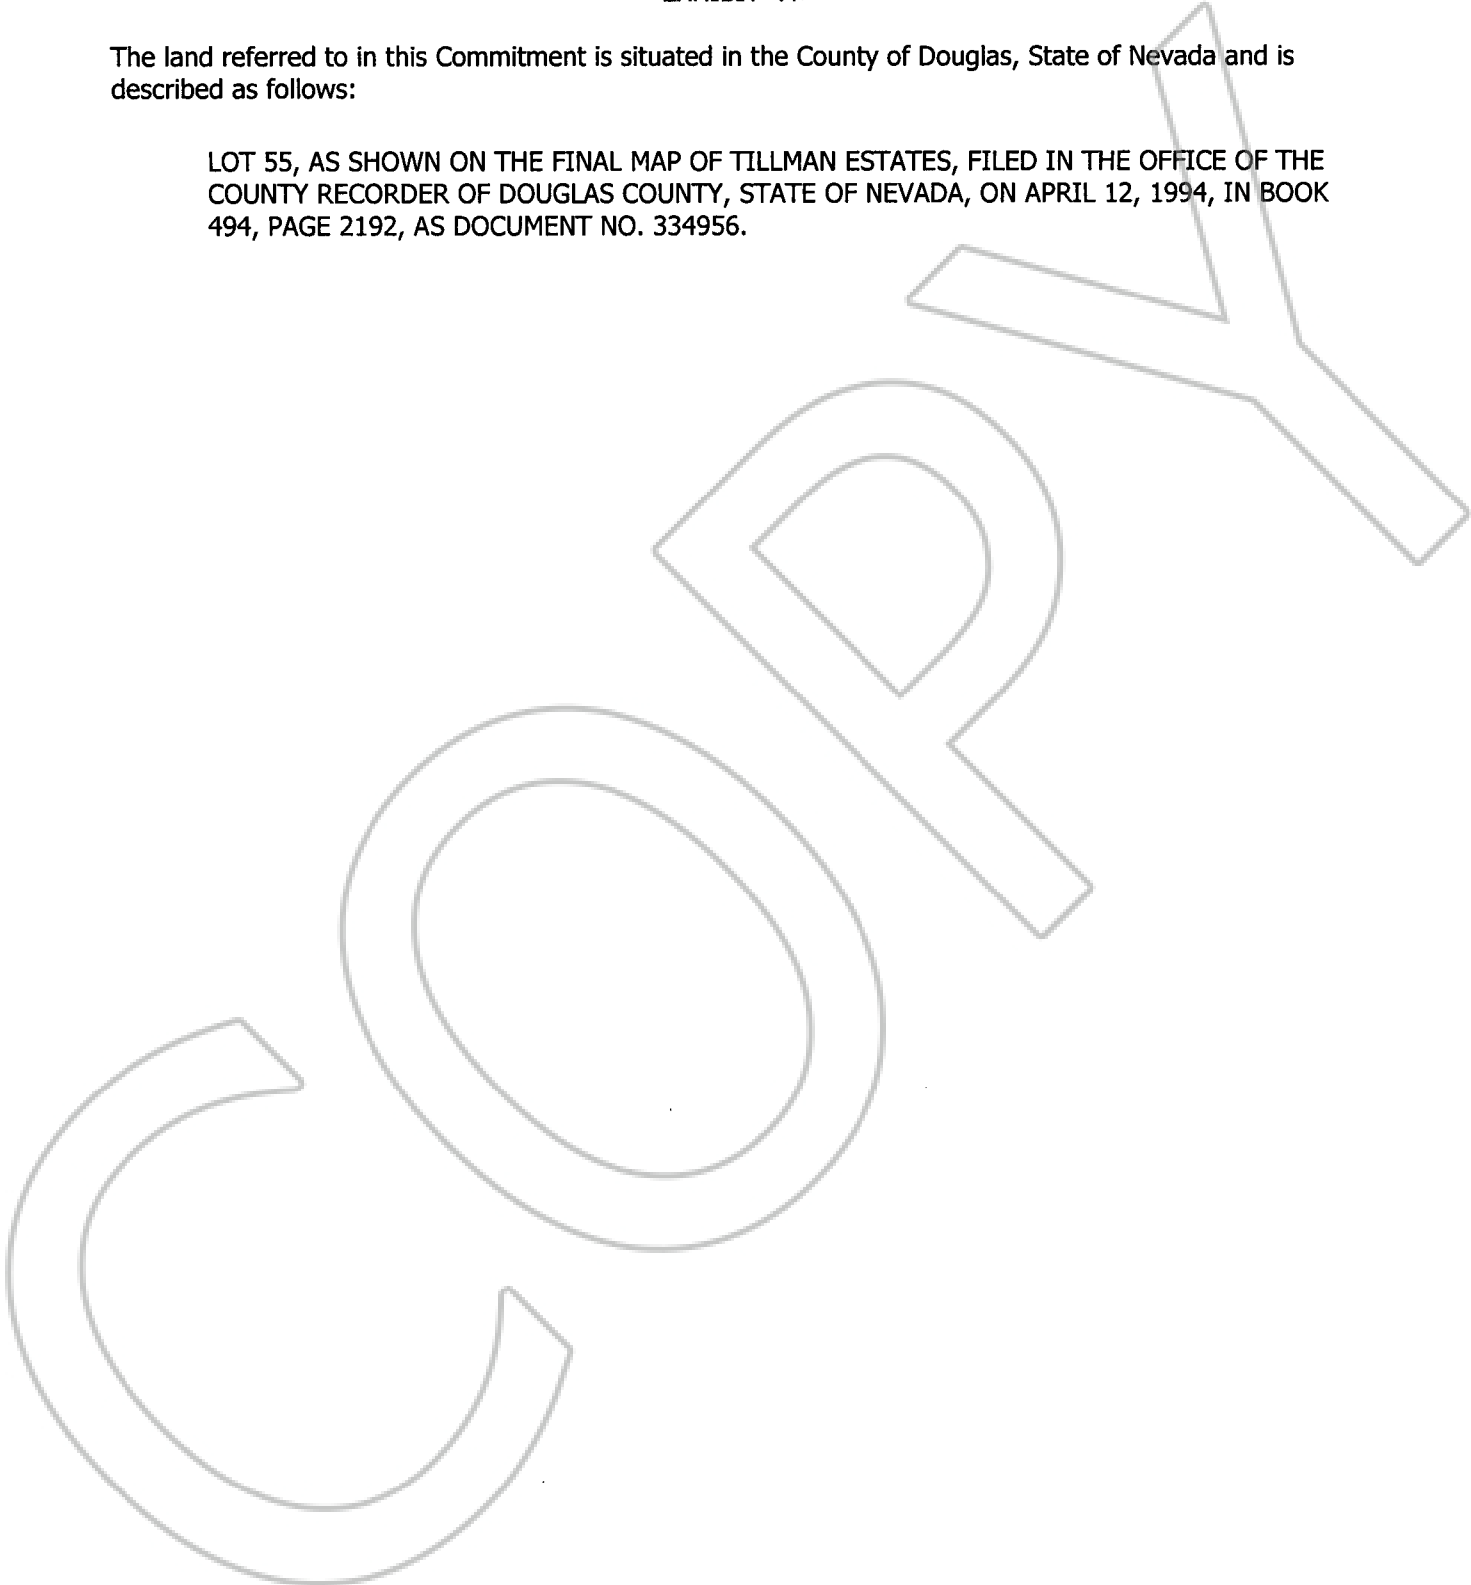 The land referred to in this Commitment is situated in the County of Douglas, State of Nevada and is
described as follows:
LOT 55, AS SHOWN ON THE FINAL MAP OF TILLMAN ESTATES, FILED IN THE OFFICE OF THE
COUNTY RECORDER OF DOUGLAS COUNTY, STATE OF NEVADA, ON APRIL 12, 1994, IN BOOK
494, PAGE 2192, AS DOCUMENT NO. 334956.
COPY